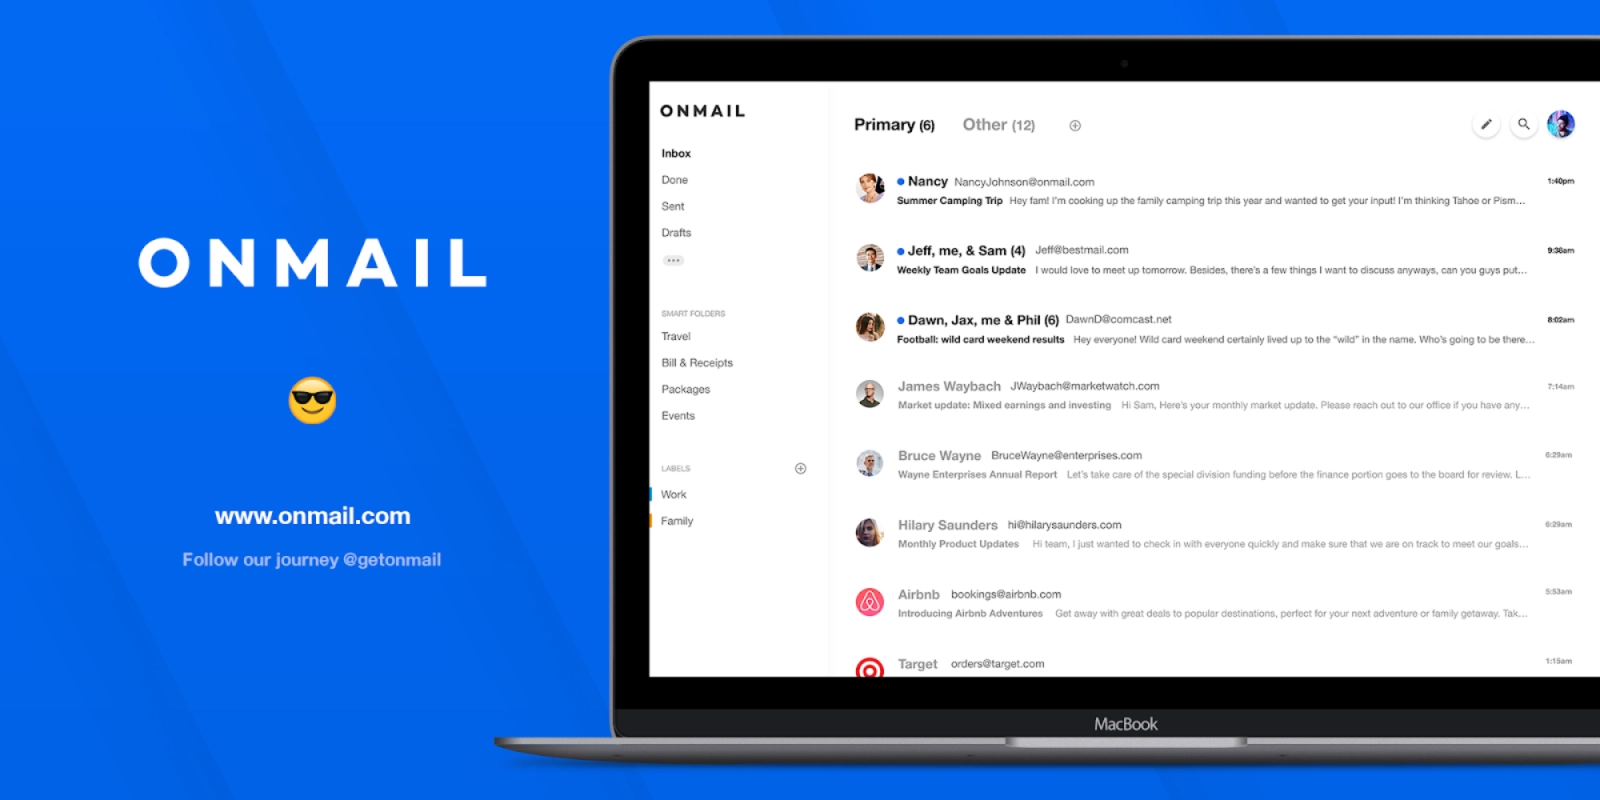 ONMAIL
www.onmail.com
Follow our journey @getonmail
ONMAIL
Inbox
Done
Sent
Drafts
SMART FOLDERS
Travel
Bill & Receipts
Packages
Events
LABELS
Work
Family
Primary (6) Other (12)
Nancy NancyJohnson@onmail.com 1:40pm
Summer Camping Trip Hey fam! I'm cooking up the family camping trip this year and wanted to get your input! I'm thinking Tahoe or Pism...
Jeff, me, & Sam (4) Jeff@bestmail.com 9:38am
Weekly Team Goals Update I would love to meet up tomorrow. Besides, there's a few things I want to discuss anyways, can you guys put...
Dawn, Jax, me & Phil (6) DawnD@comcast.net 8:02am
Football: wild card weekend results Hey everyone! Wild card weekend certainly lived up to the “wild” in the name. Who's going to be there...
James Waybach JWaybach@marketwatch.com 7:14am
Market update: Mixed earnings and investing Hi Sam, Here's your monthly market update. Please reach out to our office if you have any...
Bruce Wayne BruceWayne@enterprises.com 6:29am
Wayne Enterprises Annual Report Let's take care of the special division funding before the finance portion goes to the board for review. L...
Hilary Saunders hi@hilarysaunders.com 6:29am
Monthly Product Updates Hi team, I just wanted to check in with everyone quickly and make sure that we are on track to meet our goals...
Airbnb bookings@airbnb.com 5:53am
Introducing Airbnb Adventures Get away with great deals to popular destinations, perfect for your next adventure or family getaway. Tak...
Target orders@target.com 1:15am
MacBook